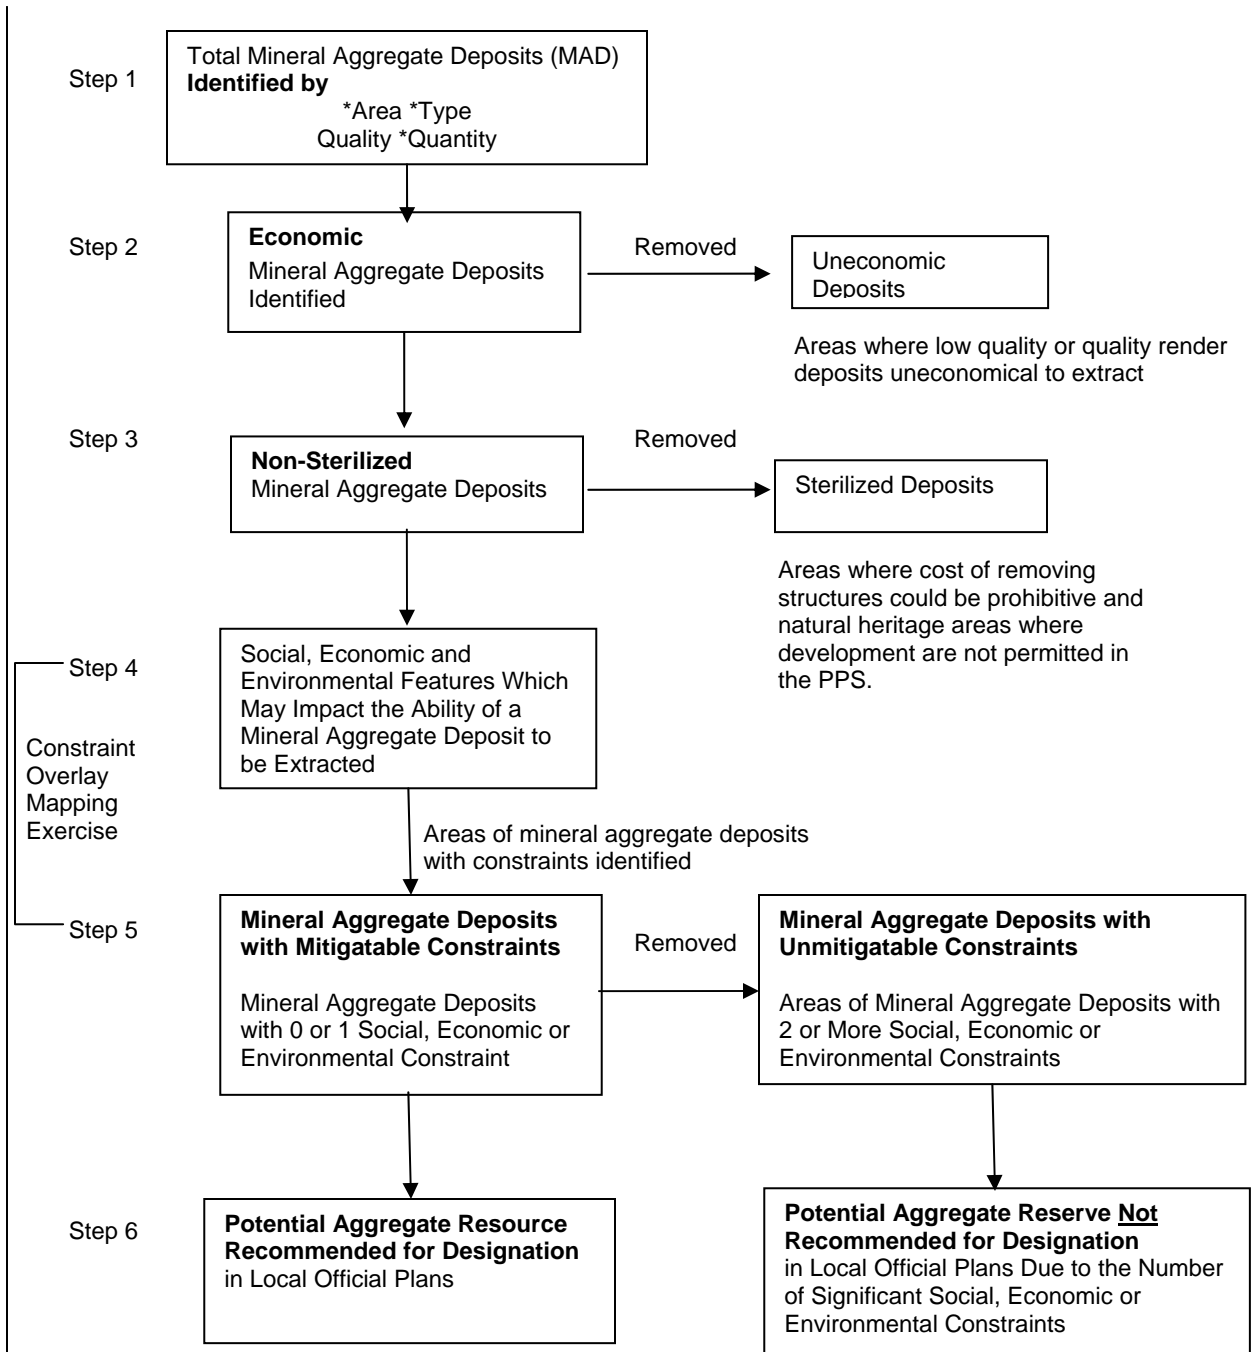 Step 1
Total Mineral Aggregate Deposits (MAD)
Identified by
*Area *Type
Quality *Quantity
Step 2
Economic
Mineral Aggregate Deposits
Identified
Removed
Uneconomic
Deposits
Areas where low quality or quality render
deposits uneconomical to extract
Step 3
Non-Sterilized
Mineral Aggregate Deposits
Removed
Sterilized Deposits
Areas where cost of removing
structures could be prohibitive and
natural heritage areas where
development are not permitted in
the PPS.
Step 4
Social, Economic and
Environmental Features Which
May Impact the Ability of a
Mineral Aggregate Deposit to
be Extracted
Constraint
Overlay
Mapping
Exercise
Areas of mineral aggregate deposits
with constraints identified
Step 5
Mineral Aggregate Deposits
with Mitigatable Constraints
Mineral Aggregate Deposits
with 0 or 1 Social, Economic or
Environmental Constraint
Removed
Mineral Aggregate Deposits with
Unmitigatable Constraints
Areas of Mineral Aggregate Deposits with
2 or More Social, Economic or
Environmental Constraints
Step 6
Potential Aggregate Resource
Recommended for Designation
in Local Official Plans
Potential Aggregate Reserve Not
Recommended for Designation
in Local Official Plans Due to the Number
of Significant Social, Economic or
Environmental Constraints